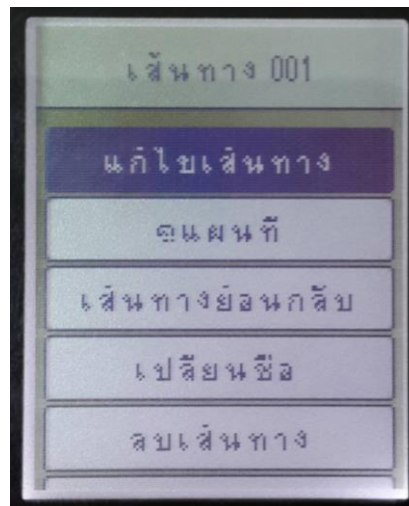 เส้นทาง 001
แก้ไขเส้นทาง
ดูแผนที่
เส้นทางย้อนกลับ
เปลี่ยนชื่อ
ลบเส้นทาง